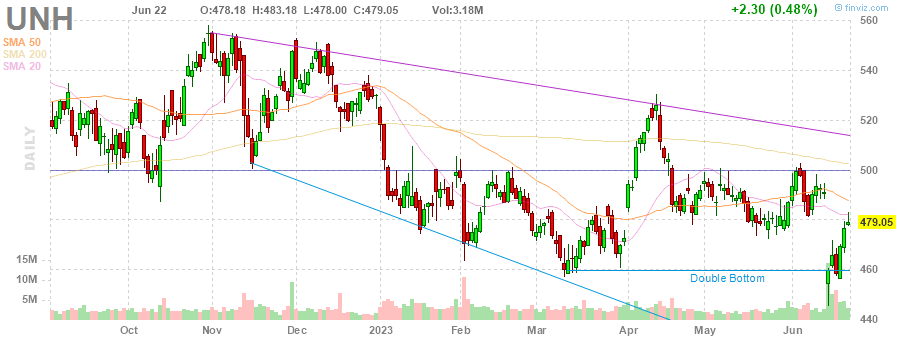 UNH
Jun 22
O:478.18 H:483.18 L:478.00 C:479.05 Vol:3.18M
+2.30 (0.48%)
finviz.com
SMA 50
SMA 200
SMA 20
DAILY
560
540
520
500
479.05
460
440
15M
10M
5M
Double Bottom
Oct Nov Dec 2023 Feb Mar Apr May Jun